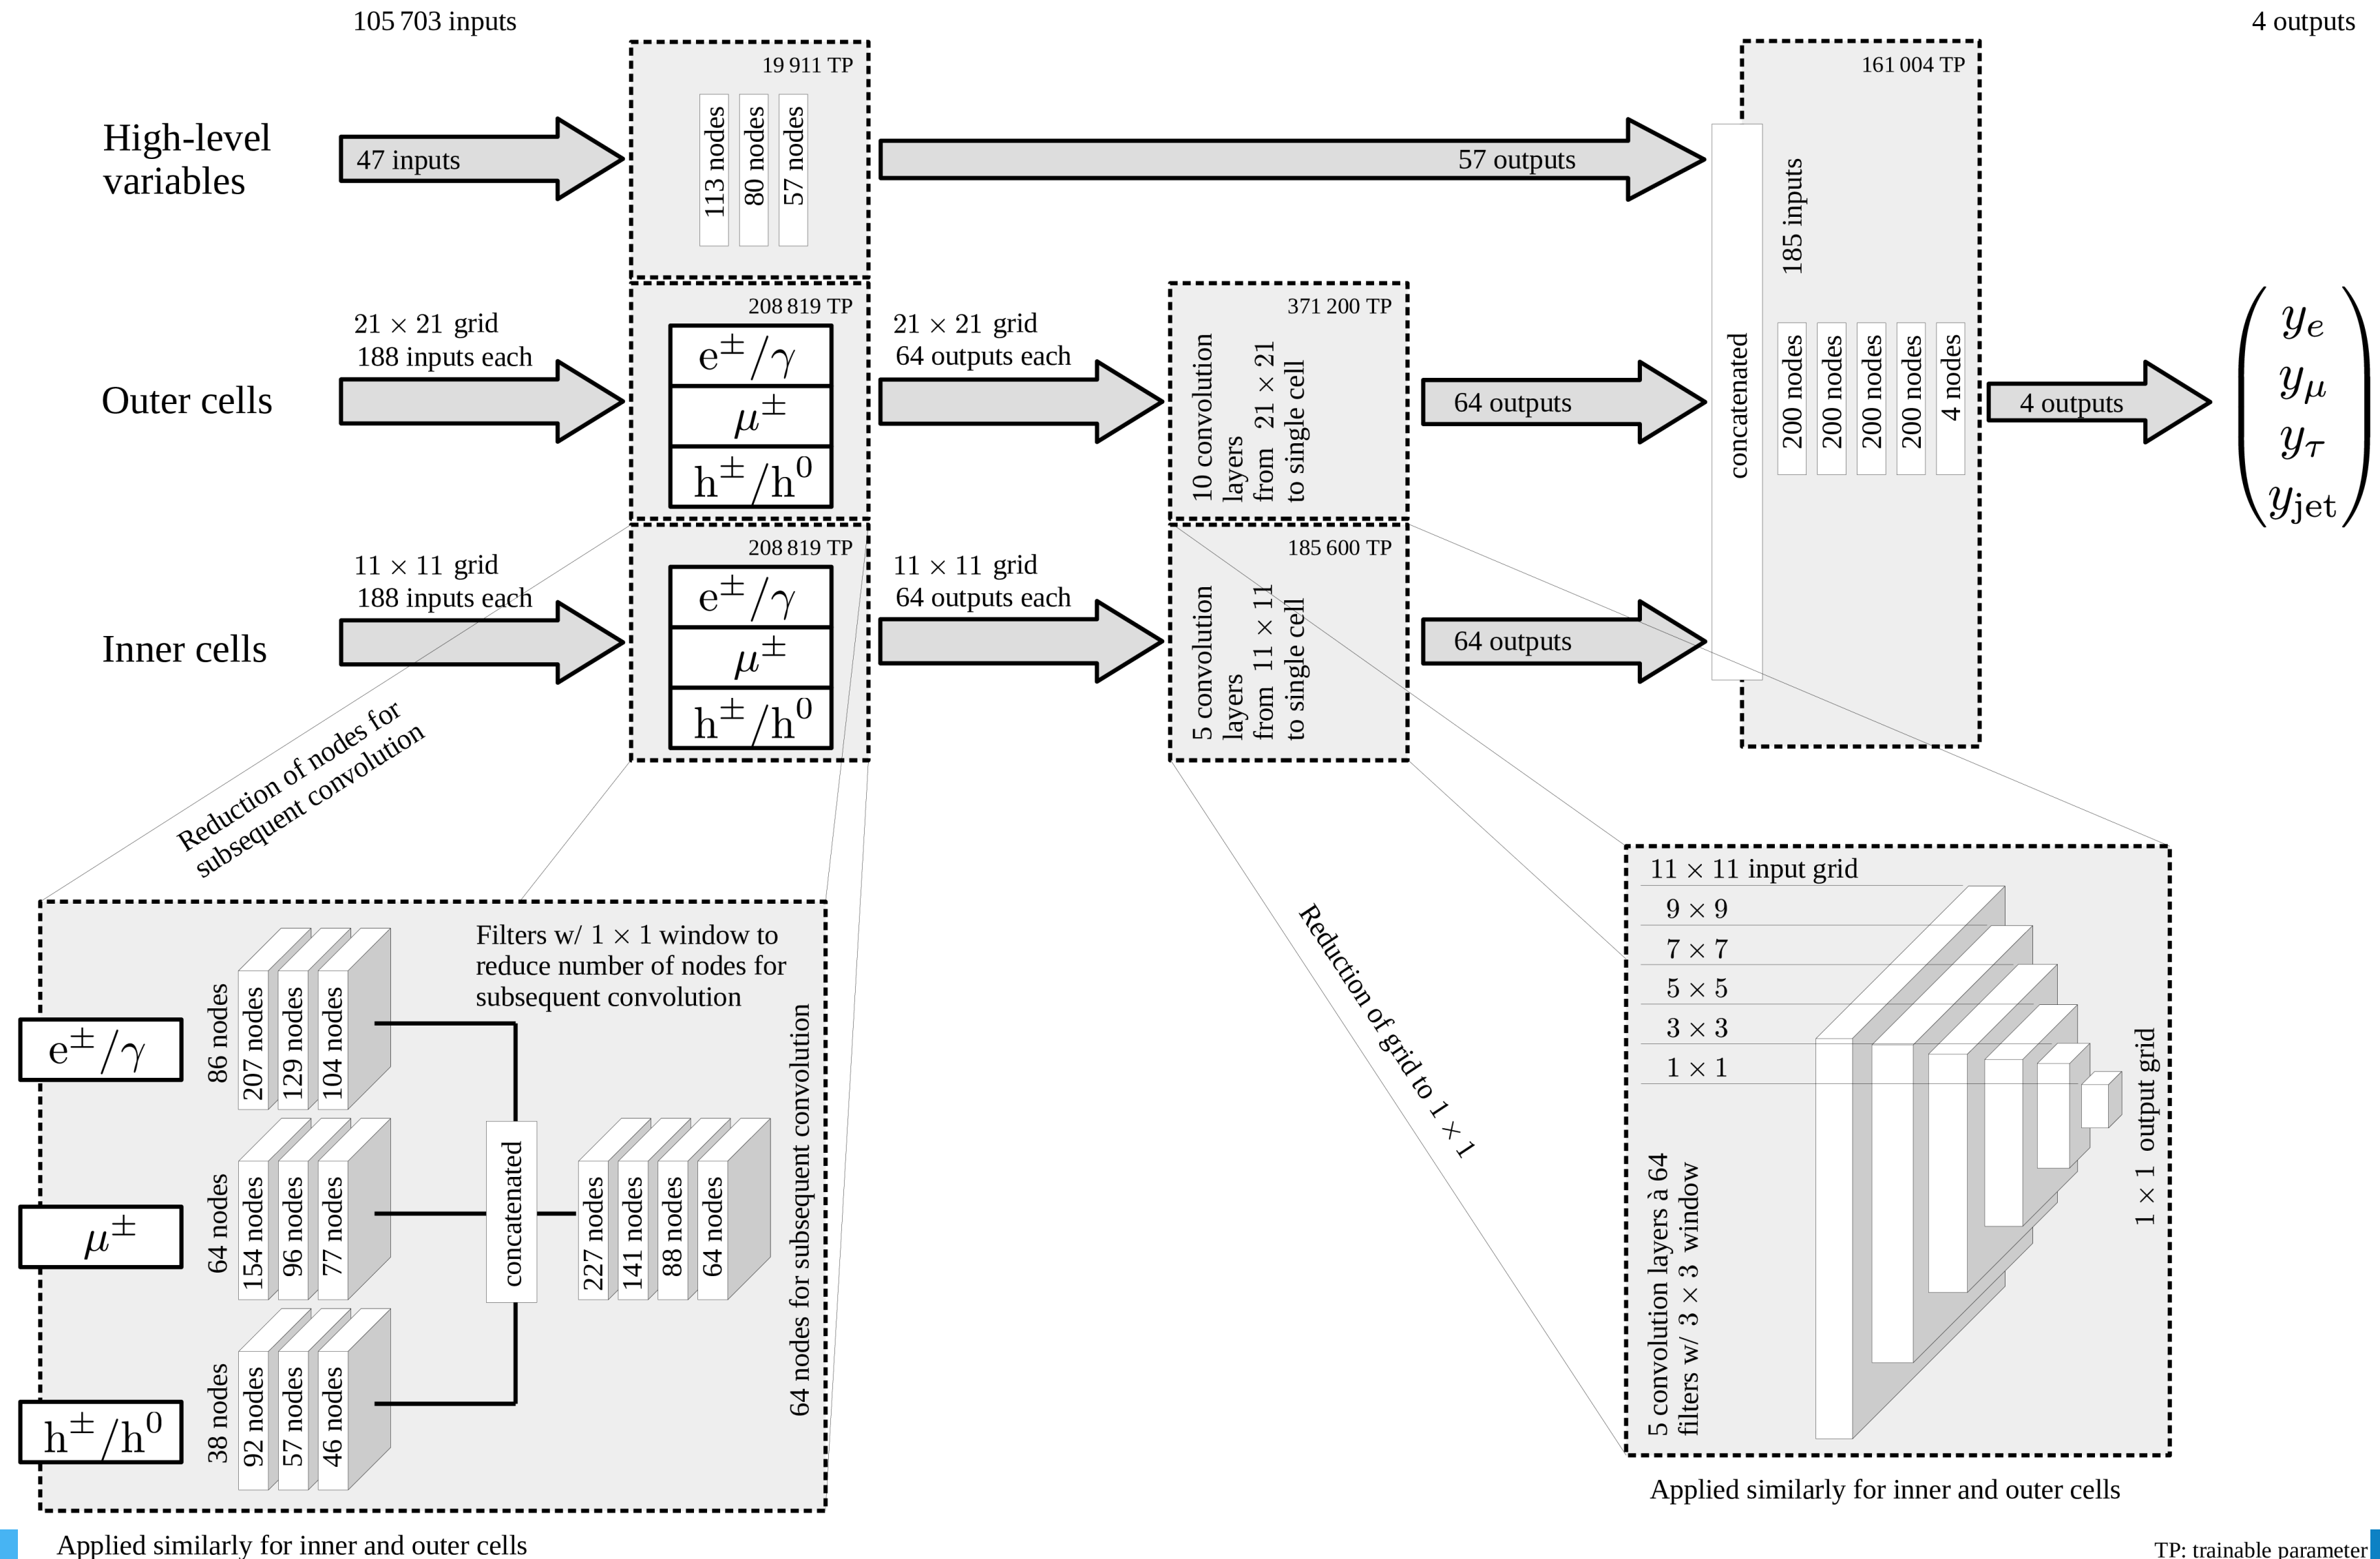 105 703 inputs
4 outputs
High-level
variables
47 inputs
19 911 TP
113 nodes
80 nodes
57 nodes
57 outputs
161 004 TP
concatenated
185 inputs
200 nodes
200 nodes
200 nodes
200 nodes
4 nodes
4 outputs
y_e
y_μ
y_τ
y_jet
Outer cells
21 × 21 grid
188 inputs each
208 819 TP
e±/γ
μ±
h±/h⁰
21 × 21 grid
64 outputs each
371 200 TP
10 convolution
layers
from 21 × 21
to single cell
64 outputs
Inner cells
11 × 11 grid
188 inputs each
208 819 TP
e±/γ
μ±
h±/h⁰
11 × 11 grid
64 outputs each
185 600 TP
5 convolution
layers
from 11 × 11
to single cell
64 outputs
Reduction of nodes for
subsequent convolution
Filters w/ 1 × 1 window to
reduce number of nodes for
subsequent convolution
e±/γ
86 nodes
207 nodes
129 nodes
104 nodes
μ±
64 nodes
154 nodes
96 nodes
77 nodes
h±/h⁰
38 nodes
92 nodes
57 nodes
46 nodes
concatenated
227 nodes
141 nodes
88 nodes
64 nodes
64 nodes for subsequent convolution
Applied similarly for inner and outer cells
Reduction of grid to 1 × 1
11 × 11 input grid
9 × 9
7 × 7
5 × 5
3 × 3
1 × 1
5 convolution layers à 64
filters w/ 3 × 3 window
1 × 1 output grid
Applied similarly for inner and outer cells
TP: trainable parameter